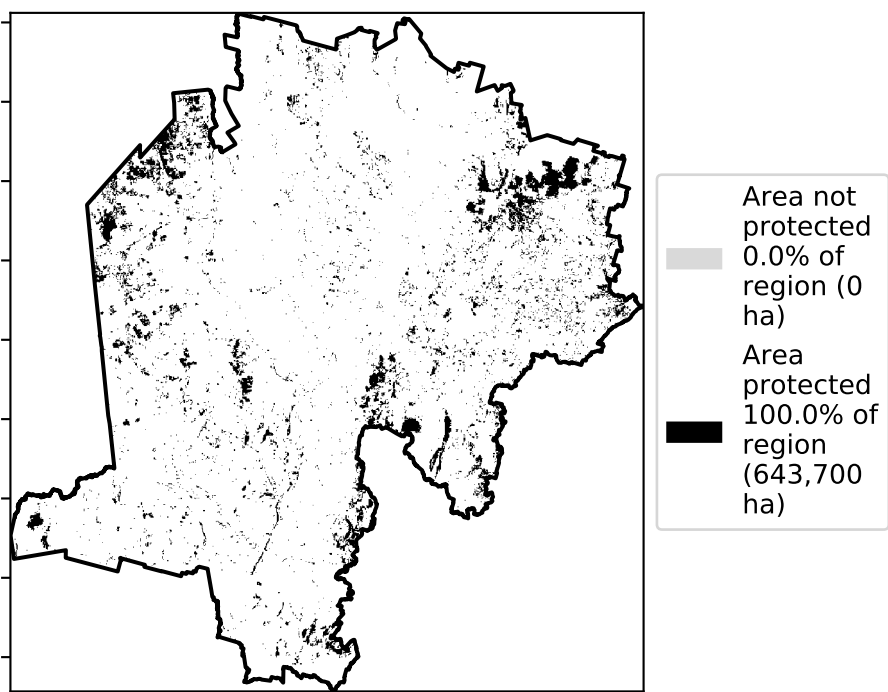 Area not
protected
0.0% of
region (0
ha)
Area
protected
100.0% of
region
(643,700
ha)